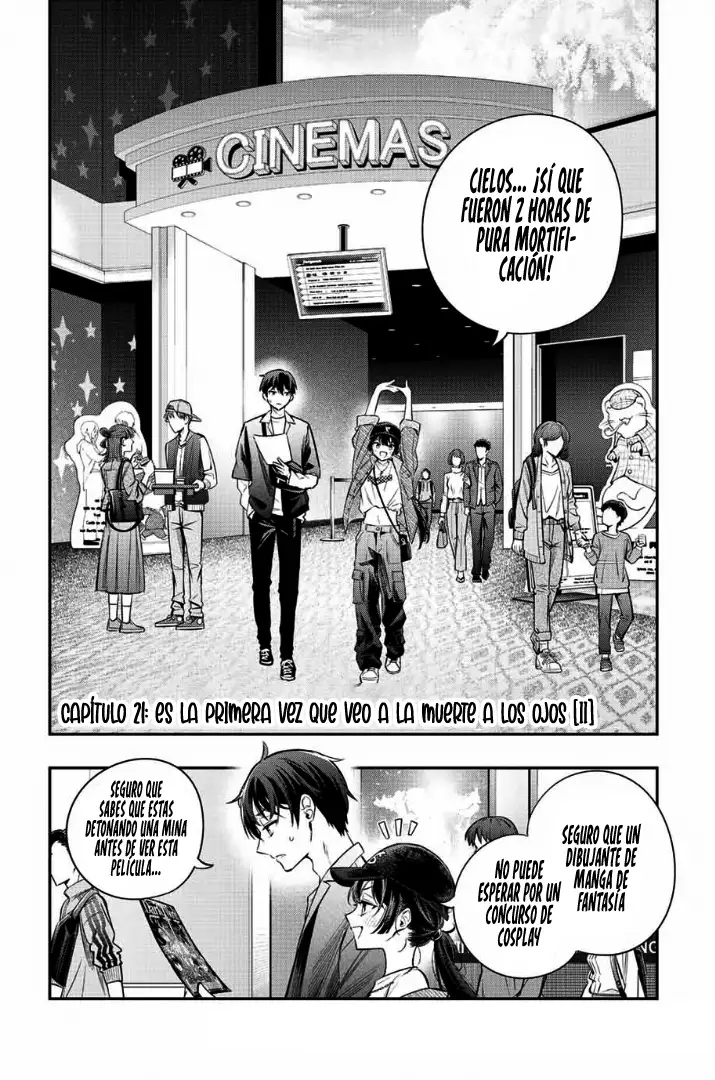 CINEMAS
CIELOS... ¡SÍ QUE
FUERON 2 HORAS DE
PURA MORTIFI-
CACIÓN!
CAPÍTULO 21: ES LA PRIMERA VEZ QUE VEO A LA MUERTE A LOS OJOS [II]
SEGURO QUE
SABES QUE ESTAS
DETONANDO UNA MINA
ANTES DE VER ESTA
PELÍCULA...
SEGURO QUE UN
DIBUJANTE DE
MANGA DE
FANTASÍA
NO PUEDE
ESPERAR POR UN
CONCURSO DE
COSPLAY